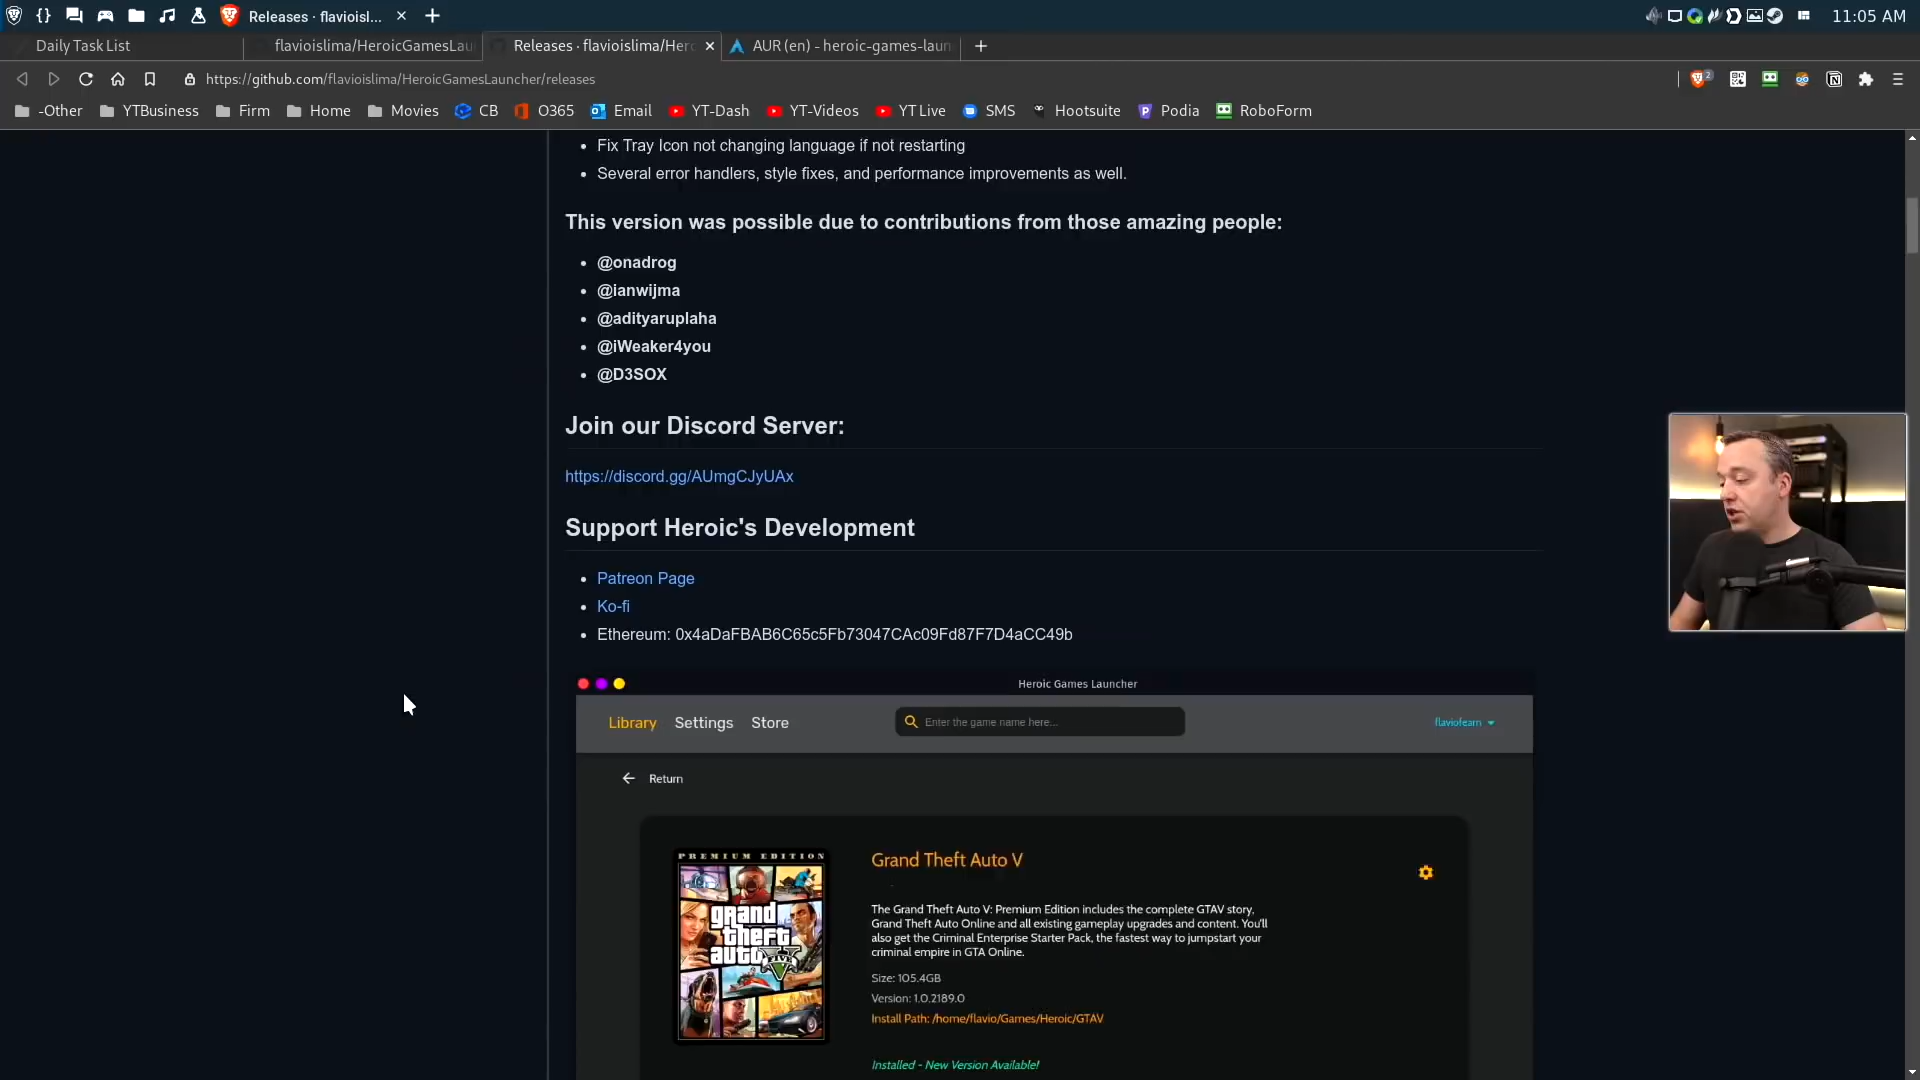 Releases · flavioisl...
11:05 AM
Daily Task List
flavioislima/HeroicGamesLau
Releases · flavioislima/Hero
AUR (en) - heroic-games-laun
https://github.com/flavioislima/HeroicGamesLauncher/releases
2
-Other
YTBusiness
Firm
Home
Movies
CB
O365
Email
YT-Dash
YT-Videos
YT Live
SMS
Hootsuite
Podia
RoboForm
• Fix Tray Icon not changing language if not restarting
• Several error handlers, style fixes, and performance improvements as well.
This version was possible due to contributions from those amazing people:
• @onadrog
• @ianwijma
• @adityaruplaha
• @iWeaker4you
• @D3SOX
Join our Discord Server:
https://discord.gg/AUmgCJyUAx
Support Heroic's Development
• Patreon Page
• Ko-fi
• Ethereum: 0x4aDaFBAB6C65c5Fb73047CAc09Fd87F7D4aCC49b
Heroic Games Launcher
Library
Settings
Store
Enter the game name here...
flaviofearn
Return
PREMIUM EDITION
grand
theft
auto
FIVE
Grand Theft Auto V
The Grand Theft Auto V: Premium Edition includes the complete GTAV story,
Grand Theft Auto Online and all existing gameplay upgrades and content. You'll
also get the Criminal Enterprise Starter Pack, the fastest way to jumpstart your
criminal empire in GTA Online.
Size: 105.4GB
Version: 1.0.2189.0
Install Path: /home/flavio/Games/Heroic/GTAV
Installed - New Version Available!